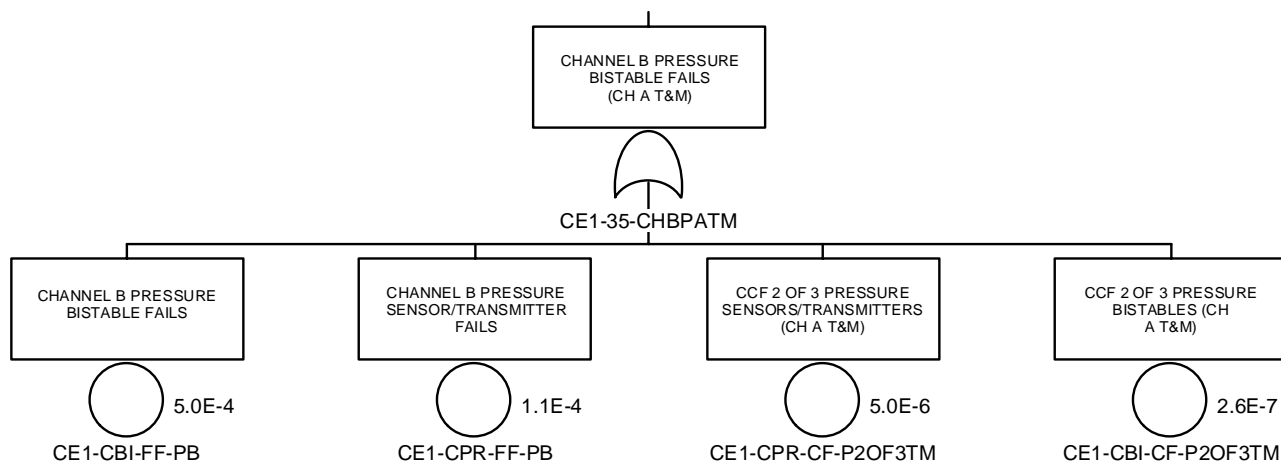 CHANNEL B PRESSURE
BISTABLE FAILS
(CH A T&M)
CE1-35-CHBPATM
CHANNEL B PRESSURE
BISTABLE FAILS
CHANNEL B PRESSURE
SENSOR/TRANSMITTER
FAILS
CCF 2 OF 3 PRESSURE
SENSORS/TRANSMITTERS
(CH A T&M)
CCF 2 OF 3 PRESSURE
BISTABLES (CH
A T&M)
5.0E-4
1.1E-4
5.0E-6
2.6E-7
CE1-CBI-FF-PB
CE1-CPR-FF-PB
CE1-CPR-CF-P2OF3TM
CE1-CBI-CF-P2OF3TM